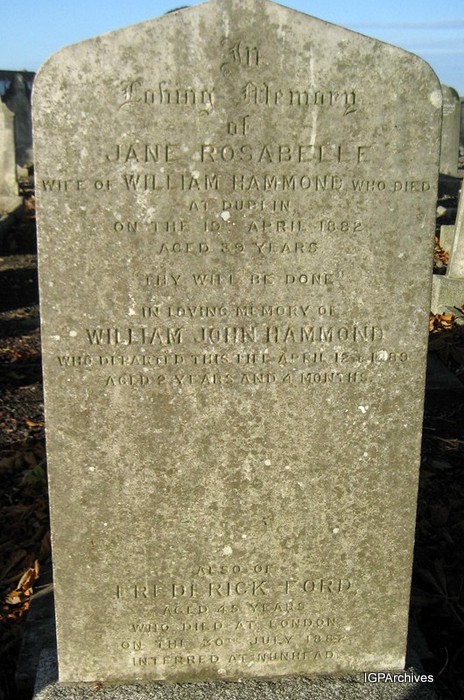 In
Loving Memory
of
JANE ROSABELLE
WIFE OF WILLIAM HAMMOND WHO DIED
AT DUBLIN
ON THE APRIL 1882
AGED 39 YEARS
"THY WILL BE DONE"
IN LOVING MEMORY OF
WILLIAM JOHN HAMMOND
WHO DEPARTED THIS LIFE APRIL
AGED 2 YEARS AND 4 MONTHS.
ALSO OF
FREDERICK FORD
AGED 45 YEARS
WHO DIED AT LONDON
ON THE 30TH JULY
INTERRED AT NUNHEAD
IGPArchives